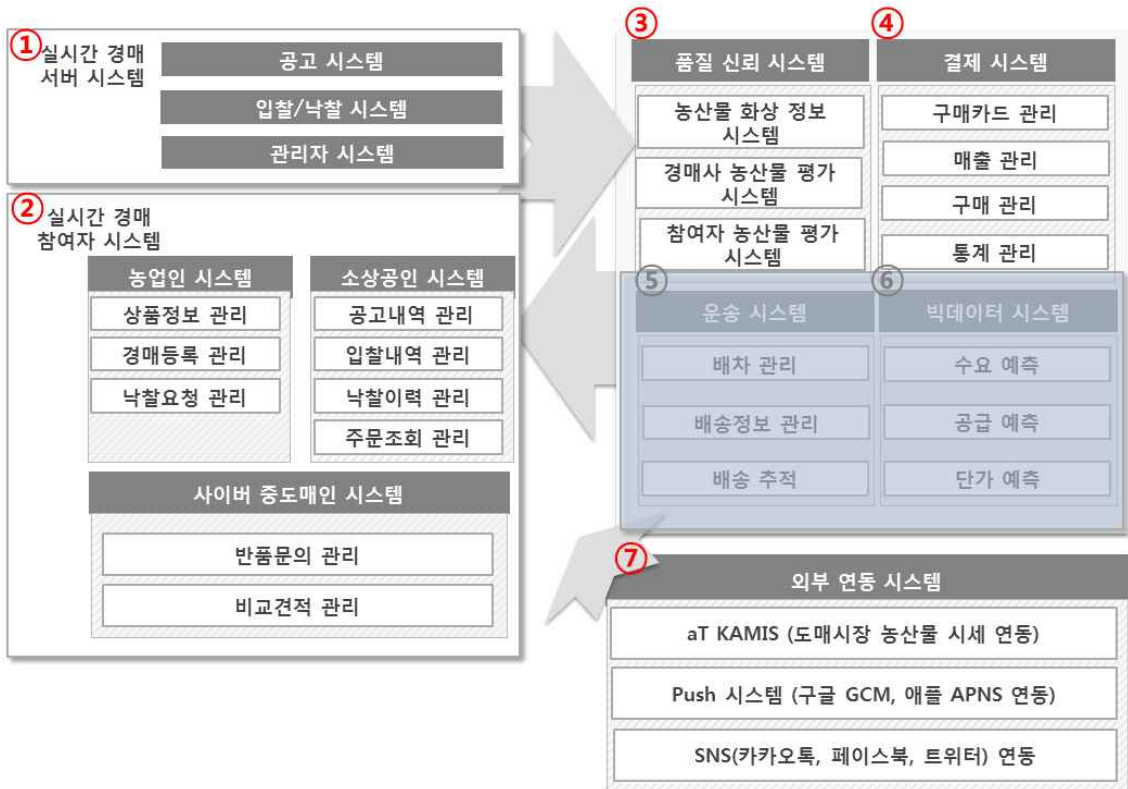 ①
실시간 경매
서버 시스템
공고 시스템
입찰/낙찰 시스템
관리자 시스템
②
실시간 경매
참여자 시스템
농업인 시스템
상품정보 관리
경매등록 관리
낙찰요청 관리
소상공인 시스템
공고내역 관리
입찰내역 관리
낙찰이력 관리
주문조회 관리
사이버 중도매인 시스템
반품문의 관리
비교견적 관리
③
품질 신뢰 시스템
농산물 화상 정보
시스템
경매사 농산물 평가
시스템
참여자 농산물 평가
시스템
④
결제 시스템
구매카드 관리
매출 관리
구매 관리
통계 관리
⑤
운송 시스템
배차 관리
배송정보 관리
배송 추적
⑥
빅데이터 시스템
수요 예측
공급 예측
단가 예측
⑦
외부 연동 시스템
aT KAMIS (도매시장 농산물 시세 연동)
Push 시스템 (구글 GCM, 애플 APNS 연동)
SNS(카카오톡, 페이스북, 트위터) 연동